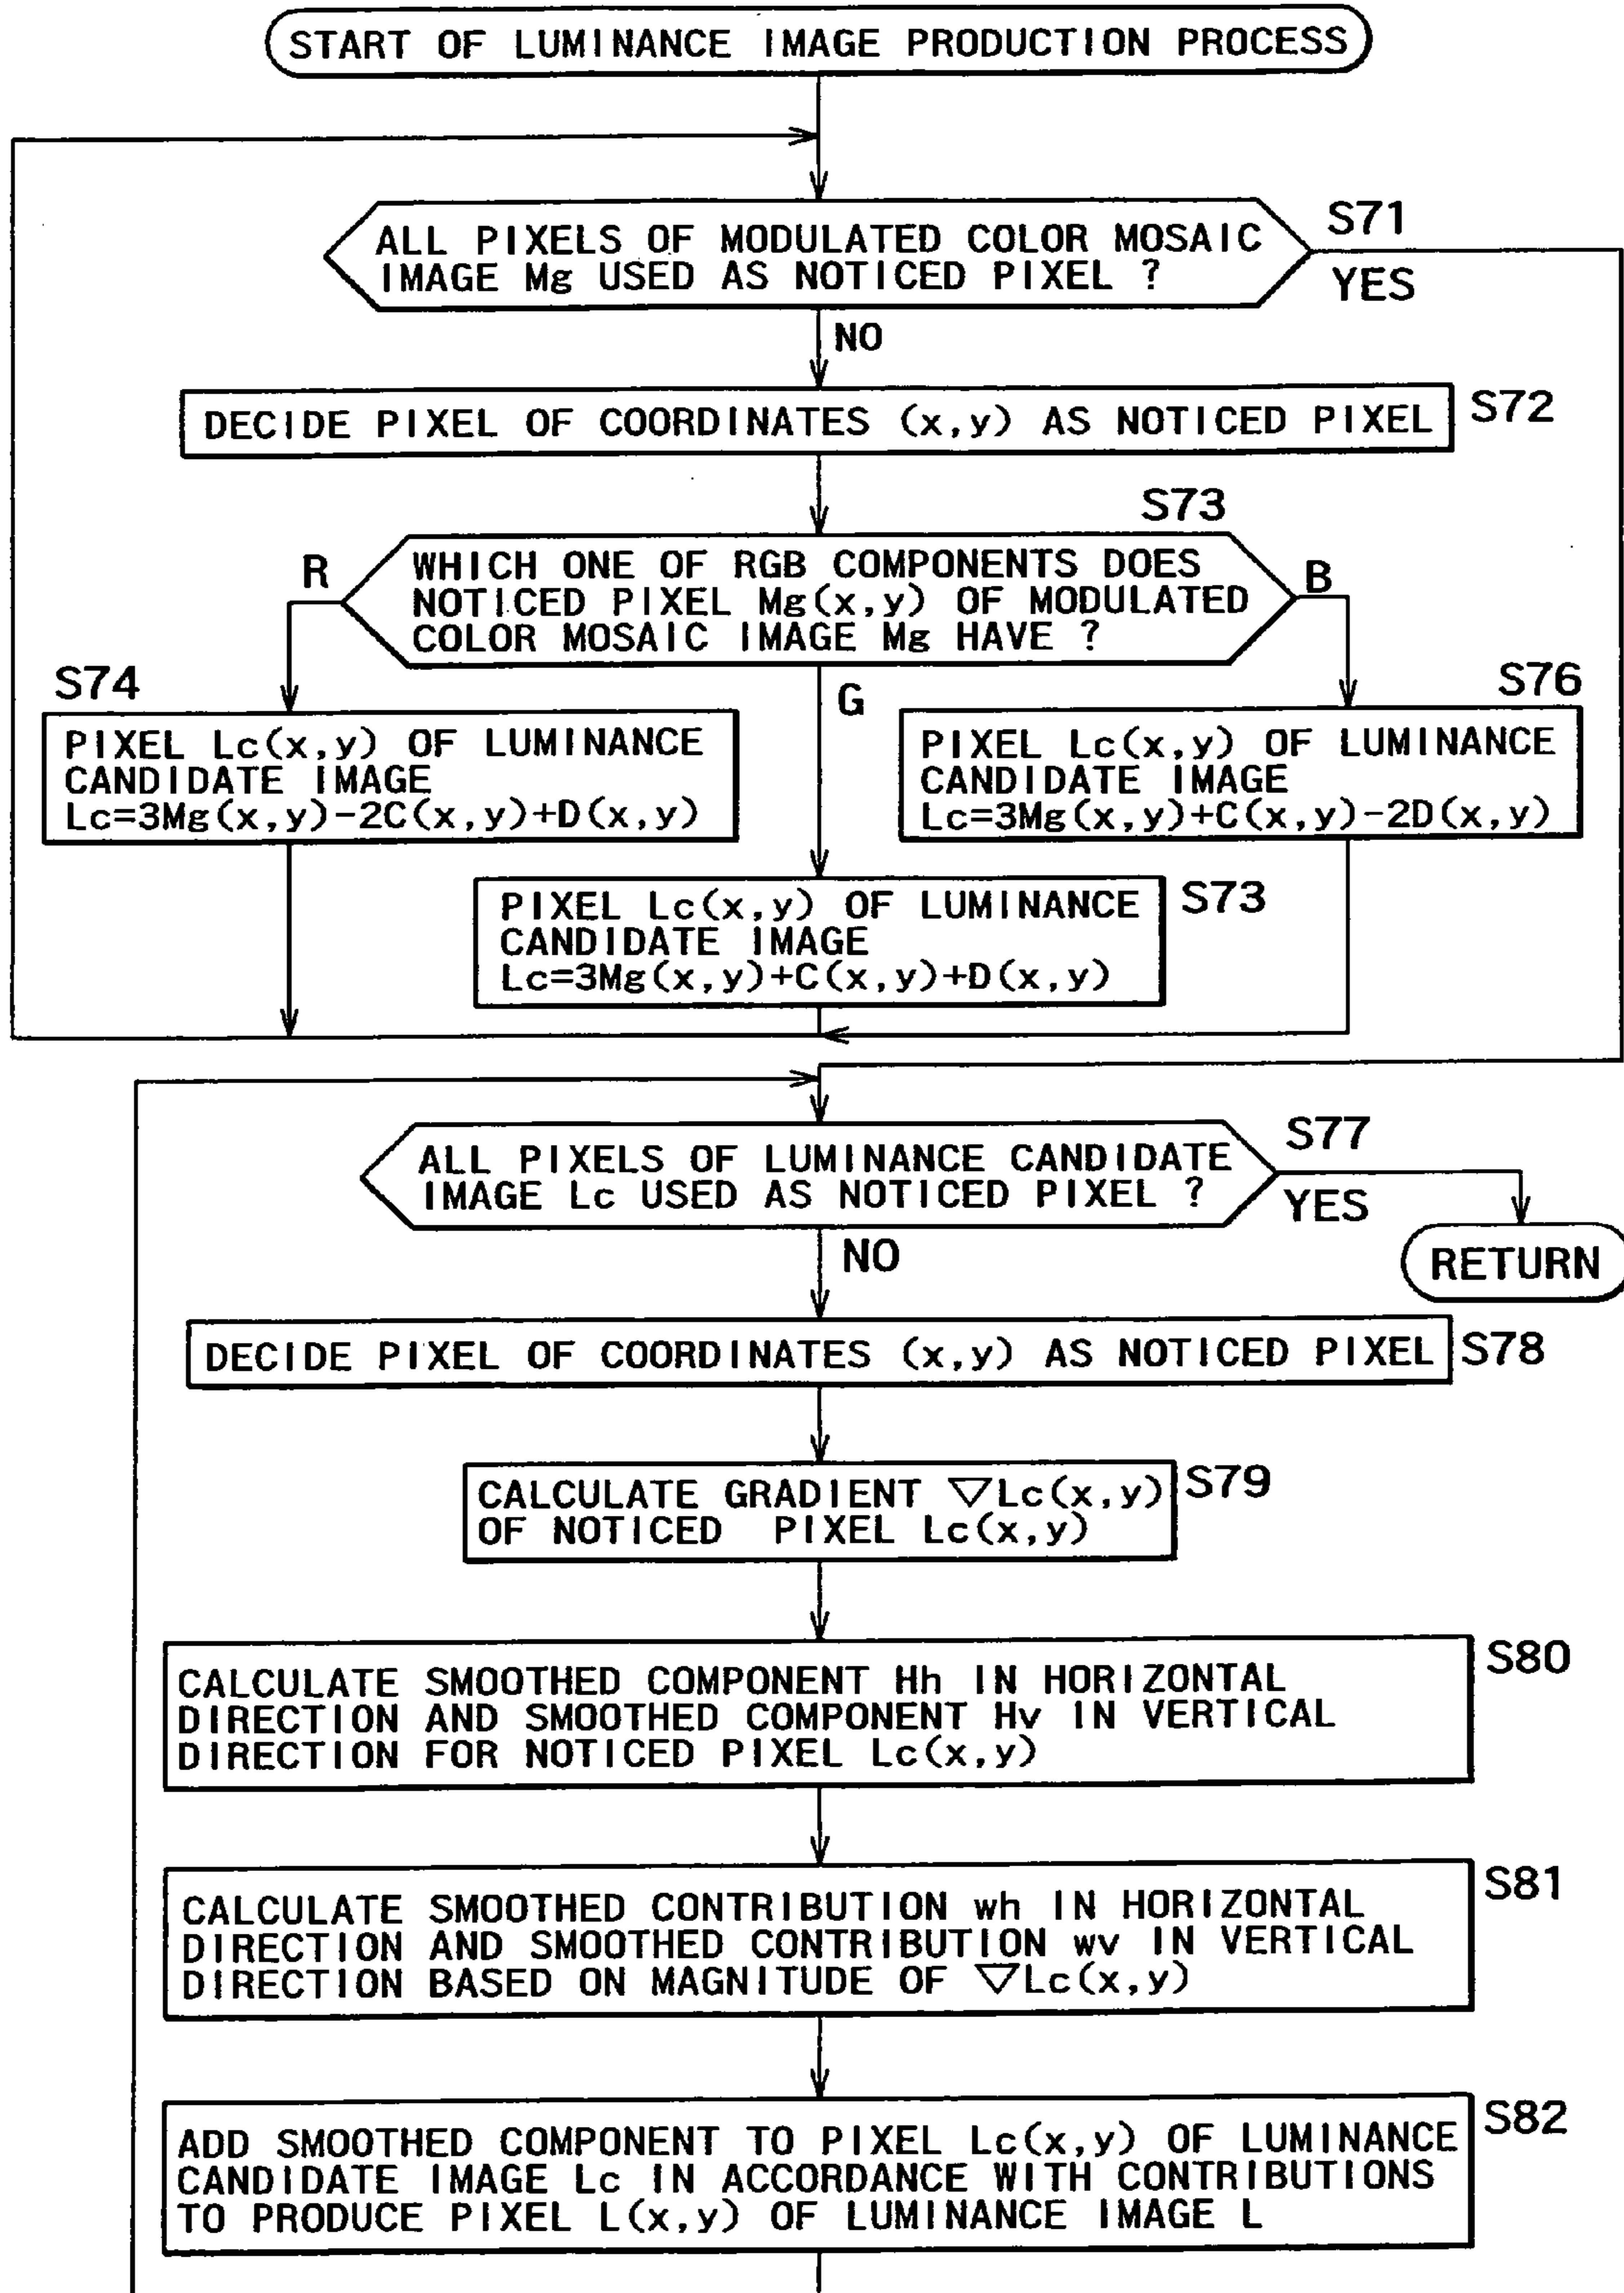 START OF LUMINANCE IMAGE PRODUCTION PROCESS
ALL PIXELS OF MODULATED COLOR MOSAIC
IMAGE Mg USED AS NOTICED PIXEL ?
S71
YES
NO
DECIDE PIXEL OF COORDINATES (x,y) AS NOTICED PIXEL
S72
S73
R
WHICH ONE OF RGB COMPONENTS DOES
NOTICED PIXEL Mg(x,y) OF MODULATED
COLOR MOSAIC IMAGE Mg HAVE ?
B
S74
G
S76
PIXEL Lc(x,y) OF LUMINANCE
CANDIDATE IMAGE
Lc=3Mg(x,y)-2C(x,y)+D(x,y)
PIXEL Lc(x,y) OF LUMINANCE
CANDIDATE IMAGE
Lc=3Mg(x,y)+C(x,y)-2D(x,y)
PIXEL Lc(x,y) OF LUMINANCE
CANDIDATE IMAGE
Lc=3Mg(x,y)+C(x,y)+D(x,y)
S73
ALL PIXELS OF LUMINANCE CANDIDATE
IMAGE Lc USED AS NOTICED PIXEL ?
S77
YES
NO
RETURN
DECIDE PIXEL OF COORDINATES (x,y) AS NOTICED PIXEL
S78
CALCULATE GRADIENT ▽Lc(x,y)
OF NOTICED PIXEL Lc(x,y)
S79
CALCULATE SMOOTHED COMPONENT Hh IN HORIZONTAL
DIRECTION AND SMOOTHED COMPONENT Hv IN VERTICAL
DIRECTION FOR NOTICED PIXEL Lc(x,y)
S80
CALCULATE SMOOTHED CONTRIBUTION wh IN HORIZONTAL
DIRECTION AND SMOOTHED CONTRIBUTION wv IN VERTICAL
DIRECTION BASED ON MAGNITUDE OF ▽Lc(x,y)
S81
ADD SMOOTHED COMPONENT TO PIXEL Lc(x,y) OF LUMINANCE
CANDIDATE IMAGE Lc IN ACCORDANCE WITH CONTRIBUTIONS
TO PRODUCE PIXEL L(x,y) OF LUMINANCE IMAGE L
S82